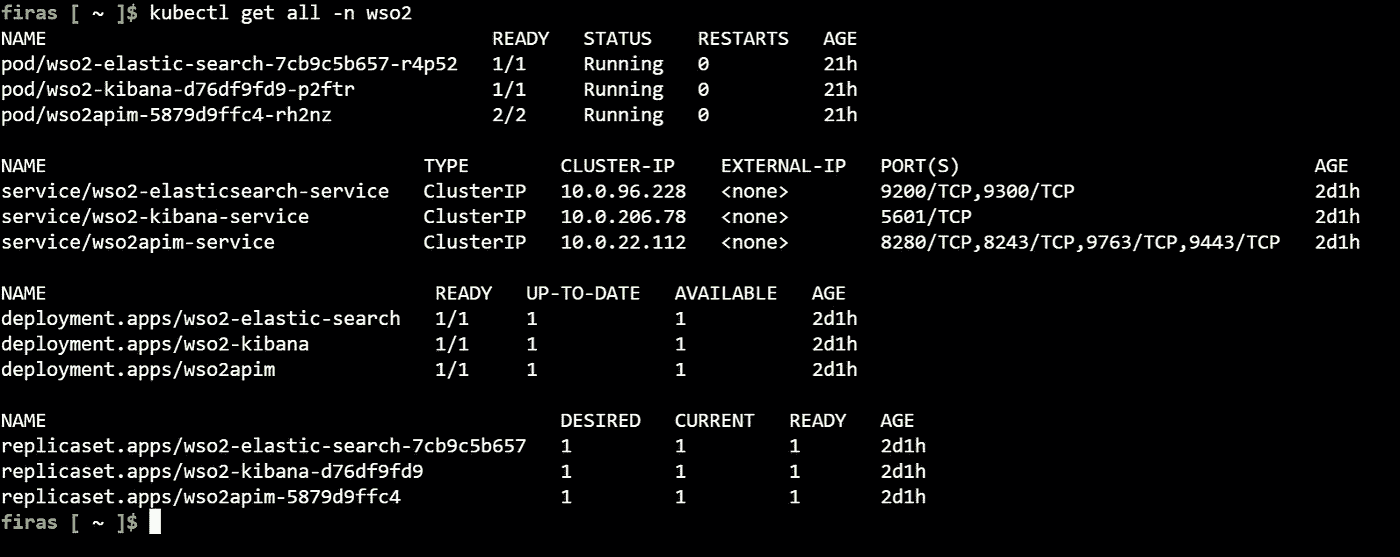 firas [ ~ ]$ kubectl get all -n wso2
NAME READY STATUS RESTARTS AGE
pod/wso2-elastic-search-7cb9c5b657-r4p52 1/1 Running 0 21h
pod/wso2-kibana-d76df9fd9-p2ftr 1/1 Running 0 21h
pod/wso2apim-5879d9ffc4-rh2nz 2/2 Running 0 21h
NAME TYPE CLUSTER-IP EXTERNAL-IP PORT(S) AGE
service/wso2-elasticsearch-service ClusterIP 10.0.96.228 <none> 9200/TCP,9300/TCP 2d1h
service/wso2-kibana-service ClusterIP 10.0.206.78 <none> 5601/TCP 2d1h
service/wso2apim-service ClusterIP 10.0.22.112 <none> 8280/TCP,8243/TCP,9763/TCP,9443/TCP 2d1h
NAME READY UP-TO-DATE AVAILABLE AGE
deployment.apps/wso2-elastic-search 1/1 1 1 2d1h
deployment.apps/wso2-kibana 1/1 1 1 2d1h
deployment.apps/wso2apim 1/1 1 1 2d1h
NAME DESIRED CURRENT READY AGE
replicaset.apps/wso2-elastic-search-7cb9c5b657 1 1 1 2d1h
replicaset.apps/wso2-kibana-d76df9fd9 1 1 1 2d1h
replicaset.apps/wso2apim-5879d9ffc4 1 1 1 2d1h
firas [ ~ ]$